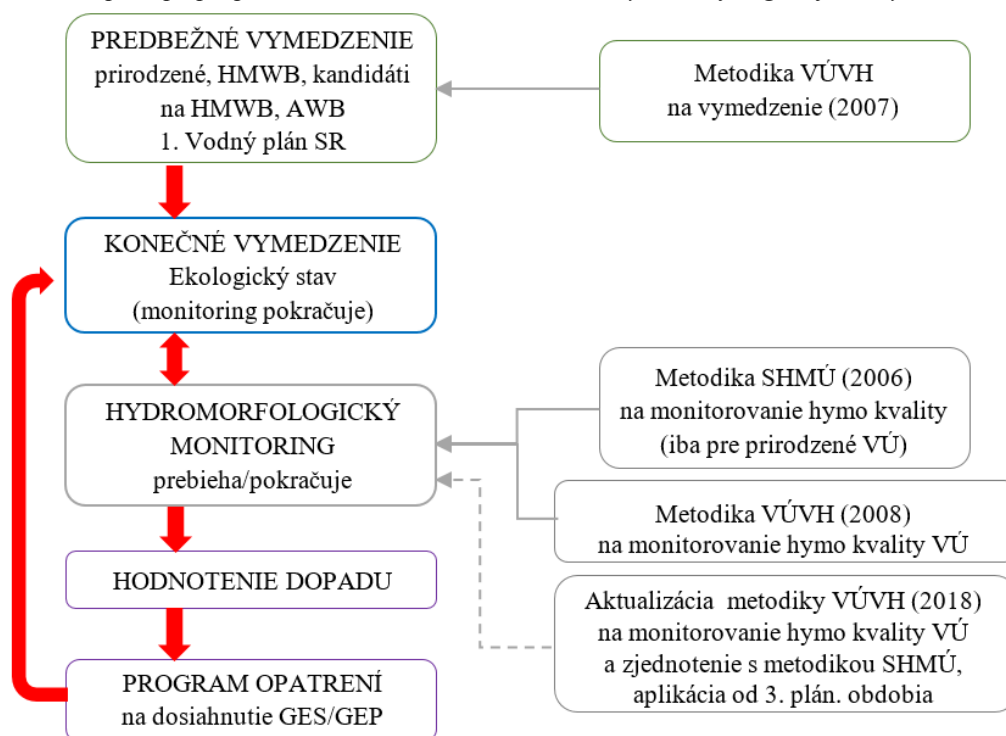 PREDBEŽNÉ VYMEDZENIE
prirodzené, HMWB, kandidáti
na HMWB, AWB
1. Vodný plán SR
Metodika VÚVH
na vymedzenie (2007)
KONEČNÉ VYMEDZENIE
Ekologický stav
(monitoring pokračuje)
HYDROMORFOLOGICKÝ
MONITORING
prebieha/pokračuje
Metodika SHMÚ (2006)
na monitorovanie hymo kvality
(iba pre prirodzené VÚ)
Metodika VÚVH (2008)
na monitorovanie hymo kvality VÚ
HODNOTENIE DOPADU
Aktualizácia metodiky VÚVH (2018)
na monitorovanie hymo kvality VÚ
a zjednotenie s metodikou SHMÚ,
aplikácia od 3. plán. obdobia
PROGRAM OPATRENÍ
na dosiahnutie GES/GEP